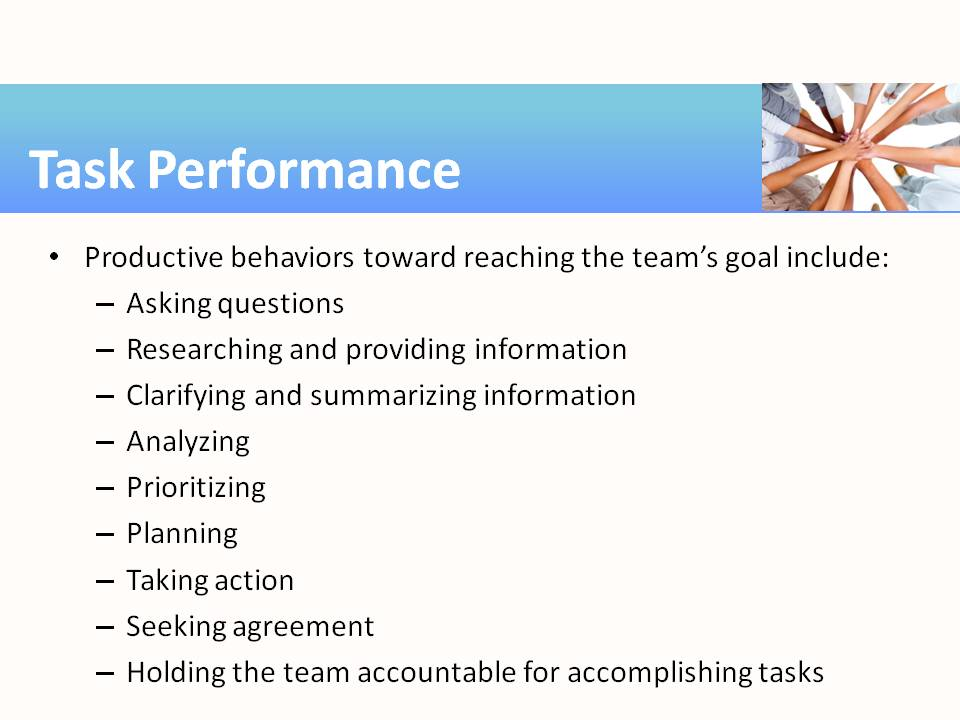 Task Performance
• Productive behaviors toward reaching the team’s goal include:
– Asking questions
– Researching and providing information
– Clarifying and summarizing information
– Analyzing
– Prioritizing
– Planning
– Taking action
– Seeking agreement
– Holding the team accountable for accomplishing tasks